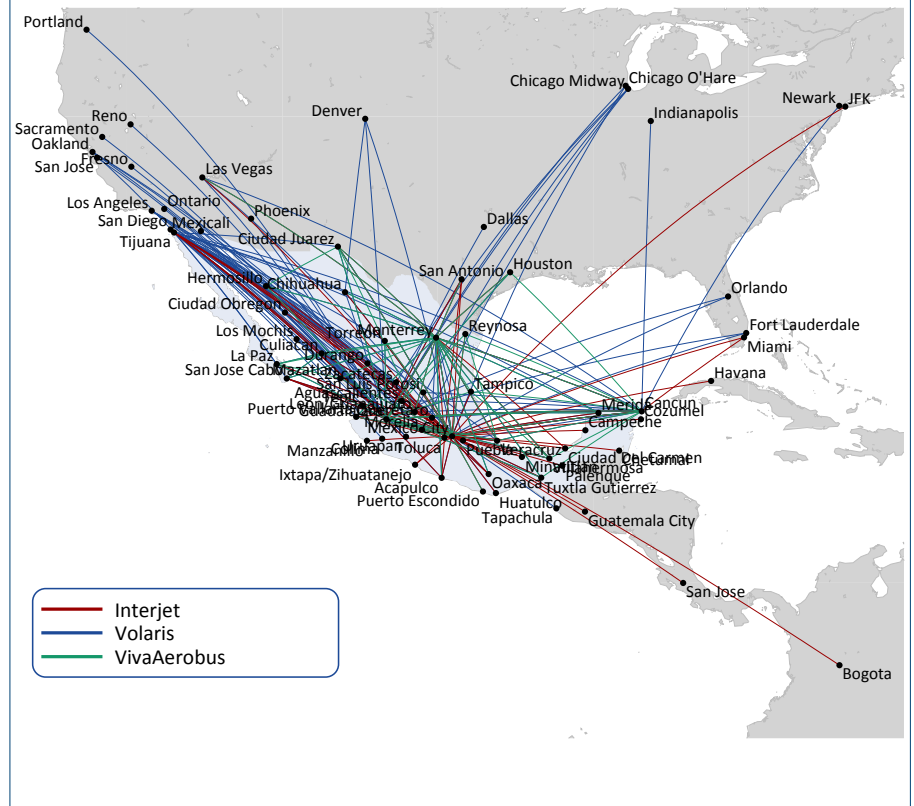 Portland
Chicago Midway
Chicago O'Hare
Newark
JFK
Reno
Denver
Indianapolis
Sacramento
Oakland
Fresno
San Jose
Las Vegas
Los Angeles
Ontario
Phoenix
San Diego
Mexicali
Dallas
Tijuana
Ciudad Juarez
San Antonio
Houston
Hermosillo
Chihuahua
Orlando
Ciudad Obregon
Los Mochis
Torreon
Monterrey
Reynosa
Fort Lauderdale
Culiacan
Miami
La Paz
Durango
San Jose Cabo
Mazatlan
Zacatecas
Havana
San Luis Potosi
Tampico
Aguascalientes
Merida
Cancun
Cozumel
Puerto Vallarta
Campeche
Morelia
Mexico City
Manzanillo
Uruapan
Toluca
Puebla
Veracruz
Ciudad Del Carmen
Chetumal
Minatitlan
Villahermosa
Ixtapa/Zihuatanejo
Palenque
Acapulco
Oaxaca
Tuxtla Gutierrez
Puerto Escondido
Huatulco
Tapachula
Guatemala City
San Jose
Bogota
Interjet
Volaris
VivaAerobus